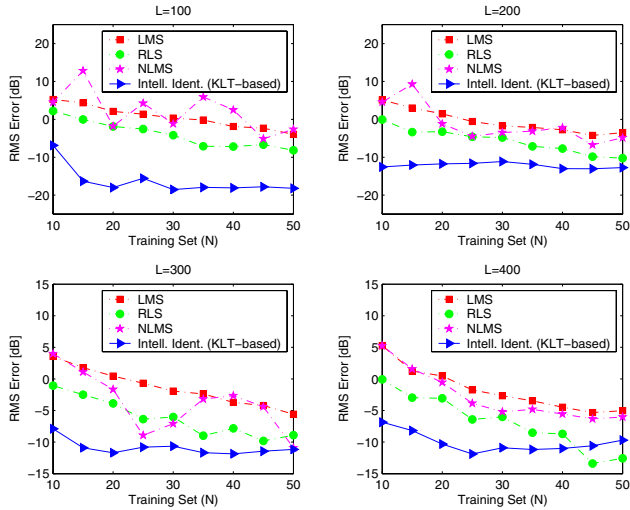 L=100
RMS Error [dB]
20
10
0
−10
−20
LMS
RLS
NLMS
Intell. Ident. (KLT-based)
10
20
30
40
50
Training Set (N)
L=200
RMS Error [dB]
20
10
0
−10
−20
LMS
RLS
NLMS
Intell. Ident. (KLT-based)
10
20
30
40
50
Training Set (N)
L=300
RMS Error [dB]
15
10
5
0
−5
−10
−15
LMS
RLS
NLMS
Intell. Ident. (KLT-based)
10
20
30
40
50
Training Set (N)
L=400
RMS Error [dB]
15
10
5
0
−5
−10
−15
LMS
RLS
NLMS
Intell. Ident. (KLT-based)
10
20
30
40
50
Training Set (N)